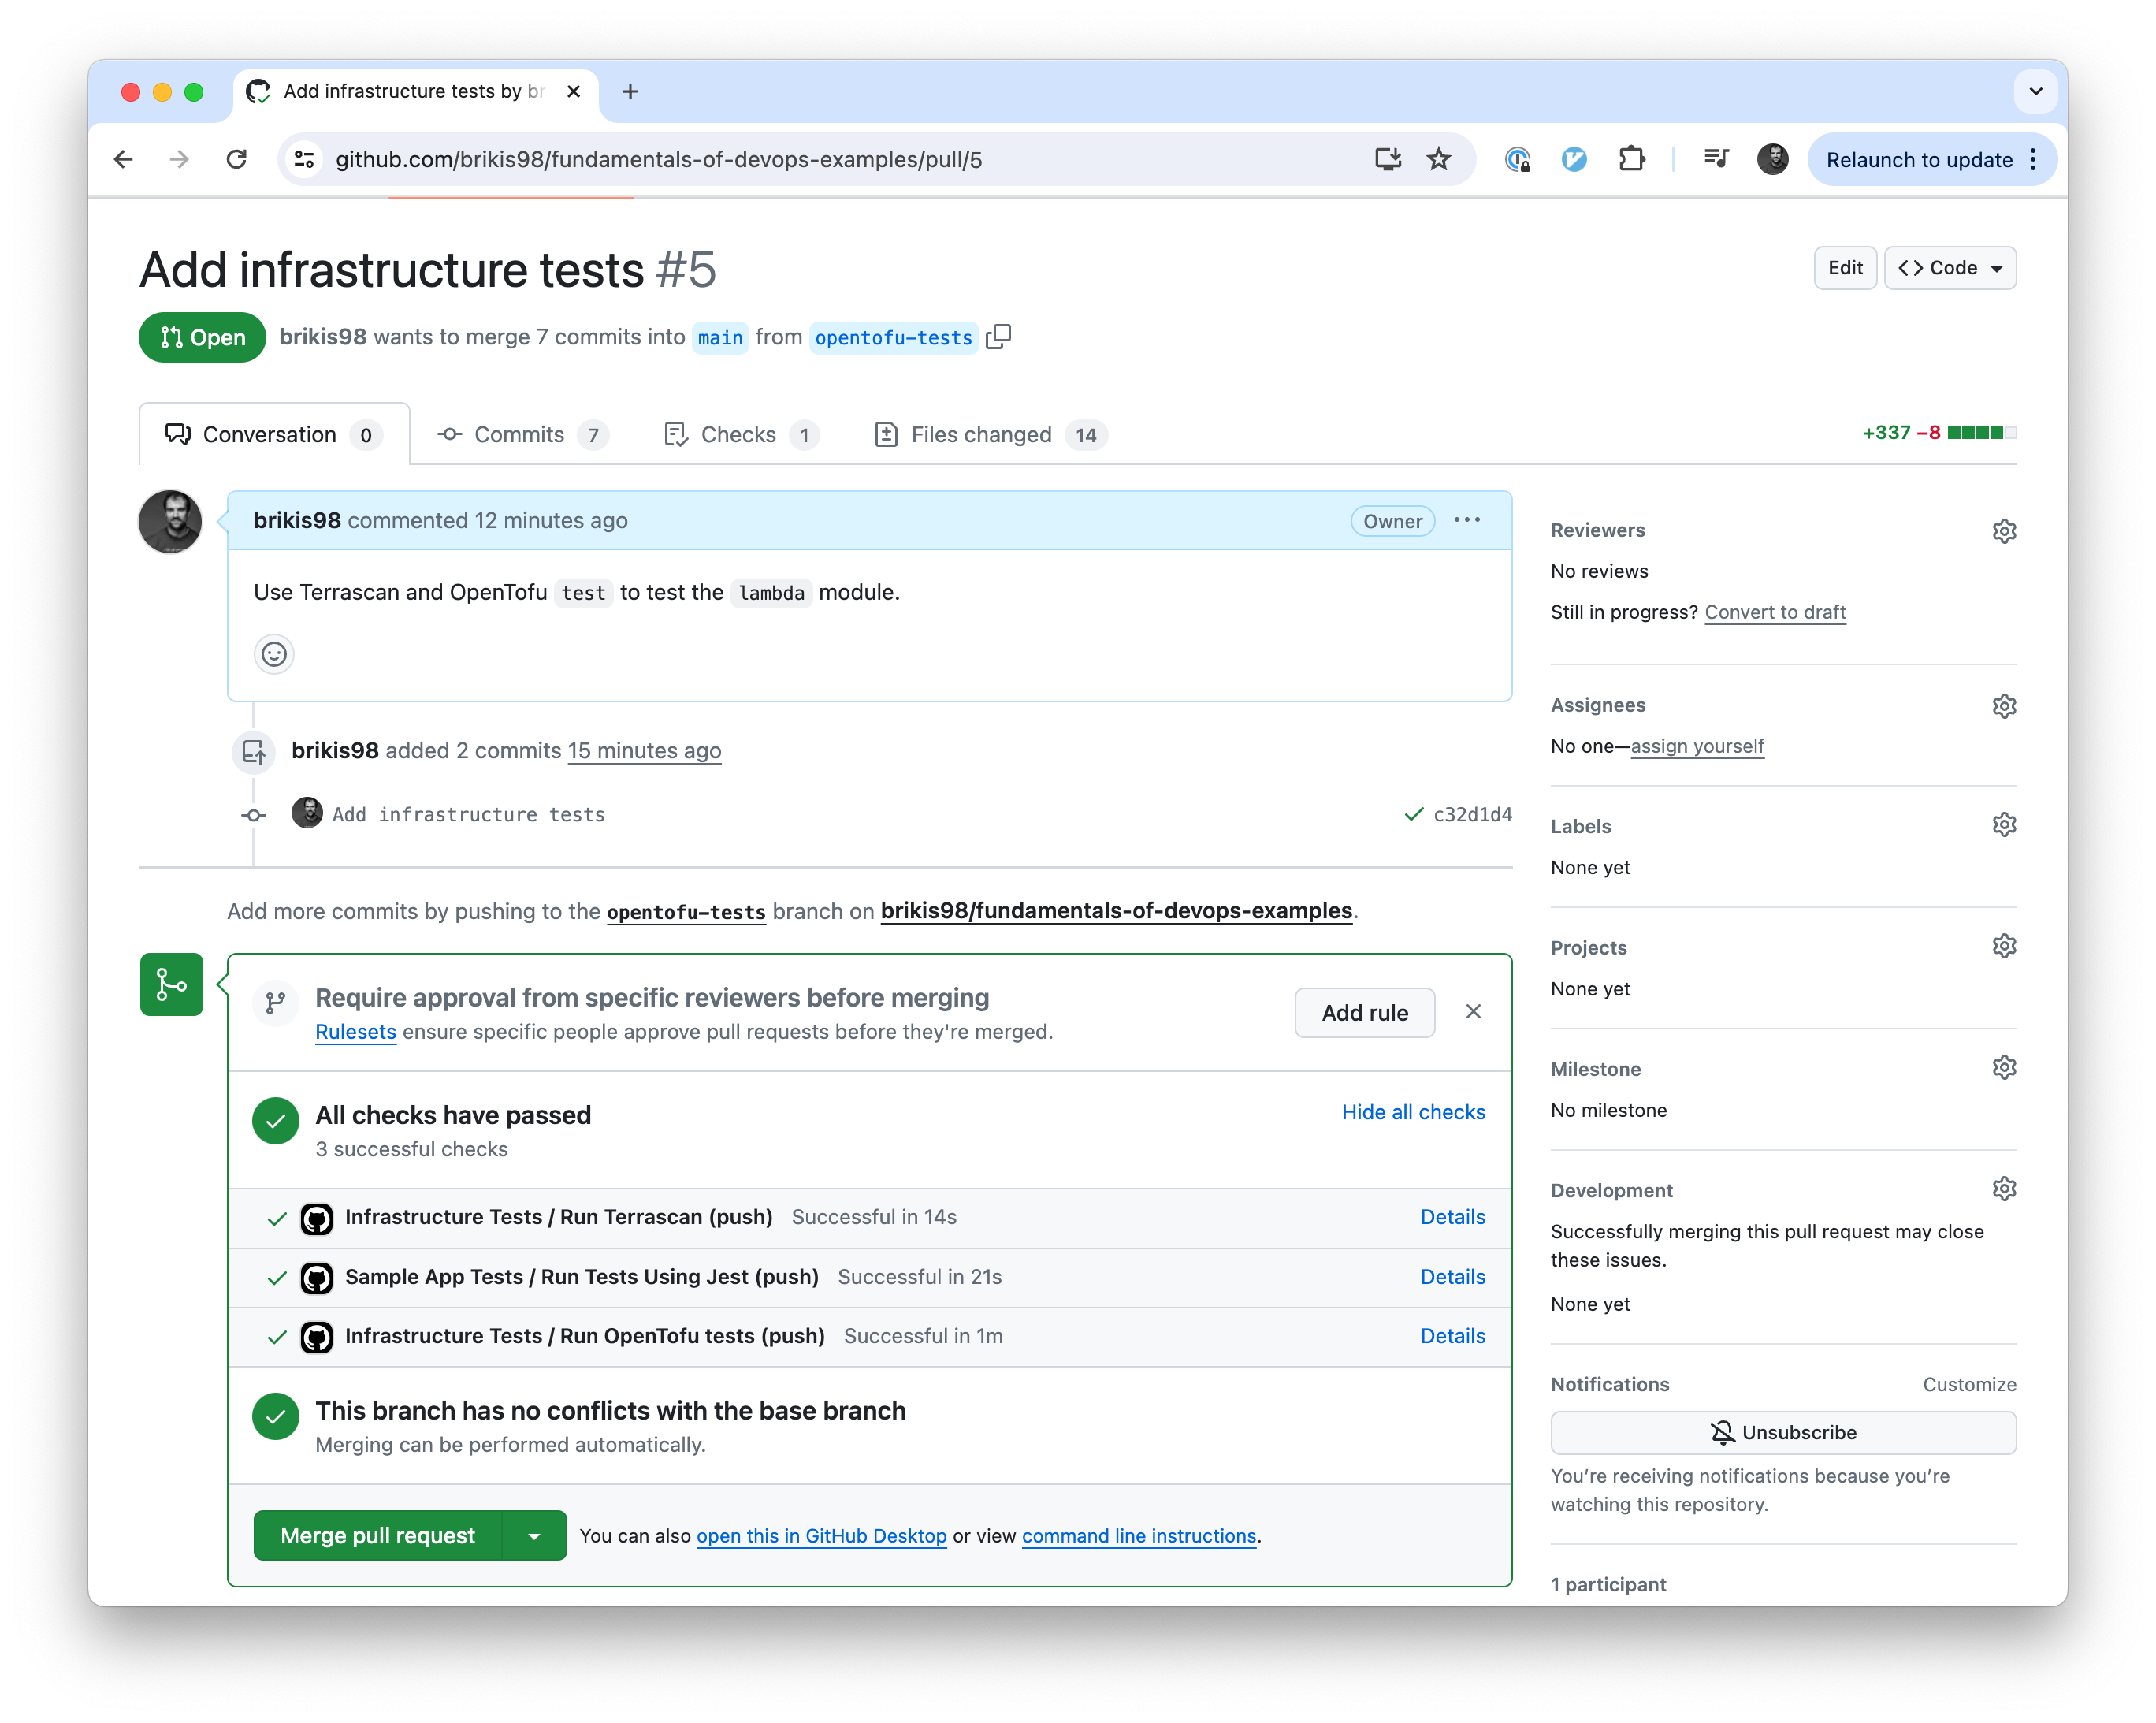 Add infrastructure tests by br
github.com/brikis98/fundamentals-of-devops-examples/pull/5
Relaunch to update
Add infrastructure tests #5
Edit
<> Code
Open
brikis98 wants to merge 7 commits into main from opentofu-tests
Conversation 0
Commits 7
Checks 1
Files changed 14
+337 −8
brikis98 commented 12 minutes ago
Owner
Use Terrascan and OpenTofu test to test the lambda module.
brikis98 added 2 commits 15 minutes ago
Add infrastructure tests
c32d1d4
Add more commits by pushing to the opentofu-tests branch on brikis98/fundamentals-of-devops-examples.
Require approval from specific reviewers before merging
Rulesets ensure specific people approve pull requests before they're merged.
Add rule
All checks have passed
3 successful checks
Hide all checks
Infrastructure Tests / Run Terrascan (push) Successful in 14s
Details
Sample App Tests / Run Tests Using Jest (push) Successful in 21s
Details
Infrastructure Tests / Run OpenTofu tests (push) Successful in 1m
Details
This branch has no conflicts with the base branch
Merging can be performed automatically.
Merge pull request
You can also open this in GitHub Desktop or view command line instructions.
Reviewers
No reviews
Still in progress? Convert to draft
Assignees
No one—assign yourself
Labels
None yet
Projects
None yet
Milestone
No milestone
Development
Successfully merging this pull request may close
these issues.
None yet
Notifications
Customize
Unsubscribe
You’re receiving notifications because you’re
watching this repository.
1 participant